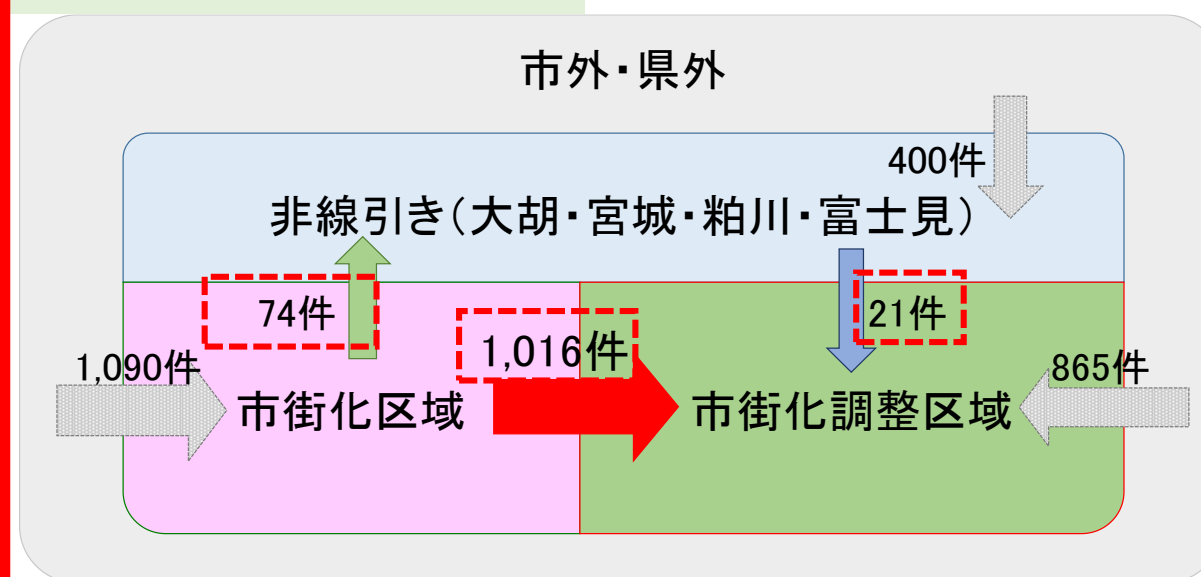 市外・県外
400件
非線引き(大胡・宮城・粕川・富士見)
74件
21件
1,016件
1,090件
865件
市街化区域
市街化調整区域